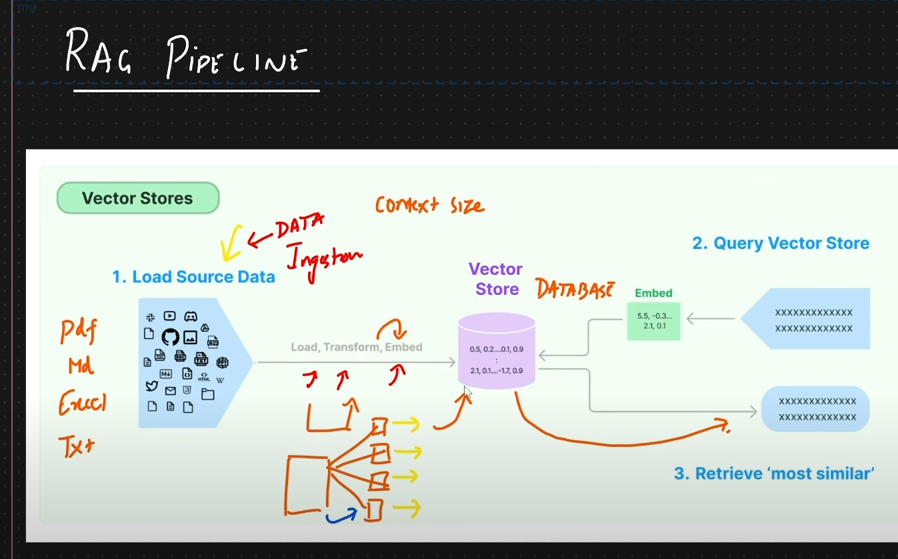 TITLE
RAG PIPELINE
Vector Stores
Context size
DATA
Ingestion
1. Load Source Data
2. Query Vector Store
Vector
Store
DATABASE
Embed
5.5, -0.3...
2.1, 0.1
XXXXXXXXXXXXX
XXXXXXXXXXXXX
Pdf
Md
Excel
Txt
Load, Transform, Embed
0.5, 0.2....0.1, 0.9
:
2.1, 0.1....-1.7, 0.9
XXXXXXXXXXXXX
XXXXXXXXXXXXX
3. Retrieve 'most similar'